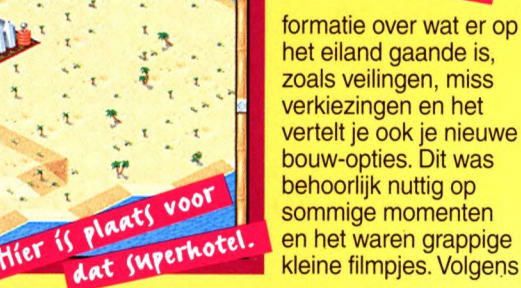 Hier is plaats voor
dat superhotel.
formatie over wat er op
het eiland gaande is,
zoals veilingen, miss
verkiezingen en het
vertelt je ook je nieuwe
bouw-opties. Dit was
behoorlijk nuttig op
sommige momenten
en het waren grappige
kleine filmpjes. Volgens